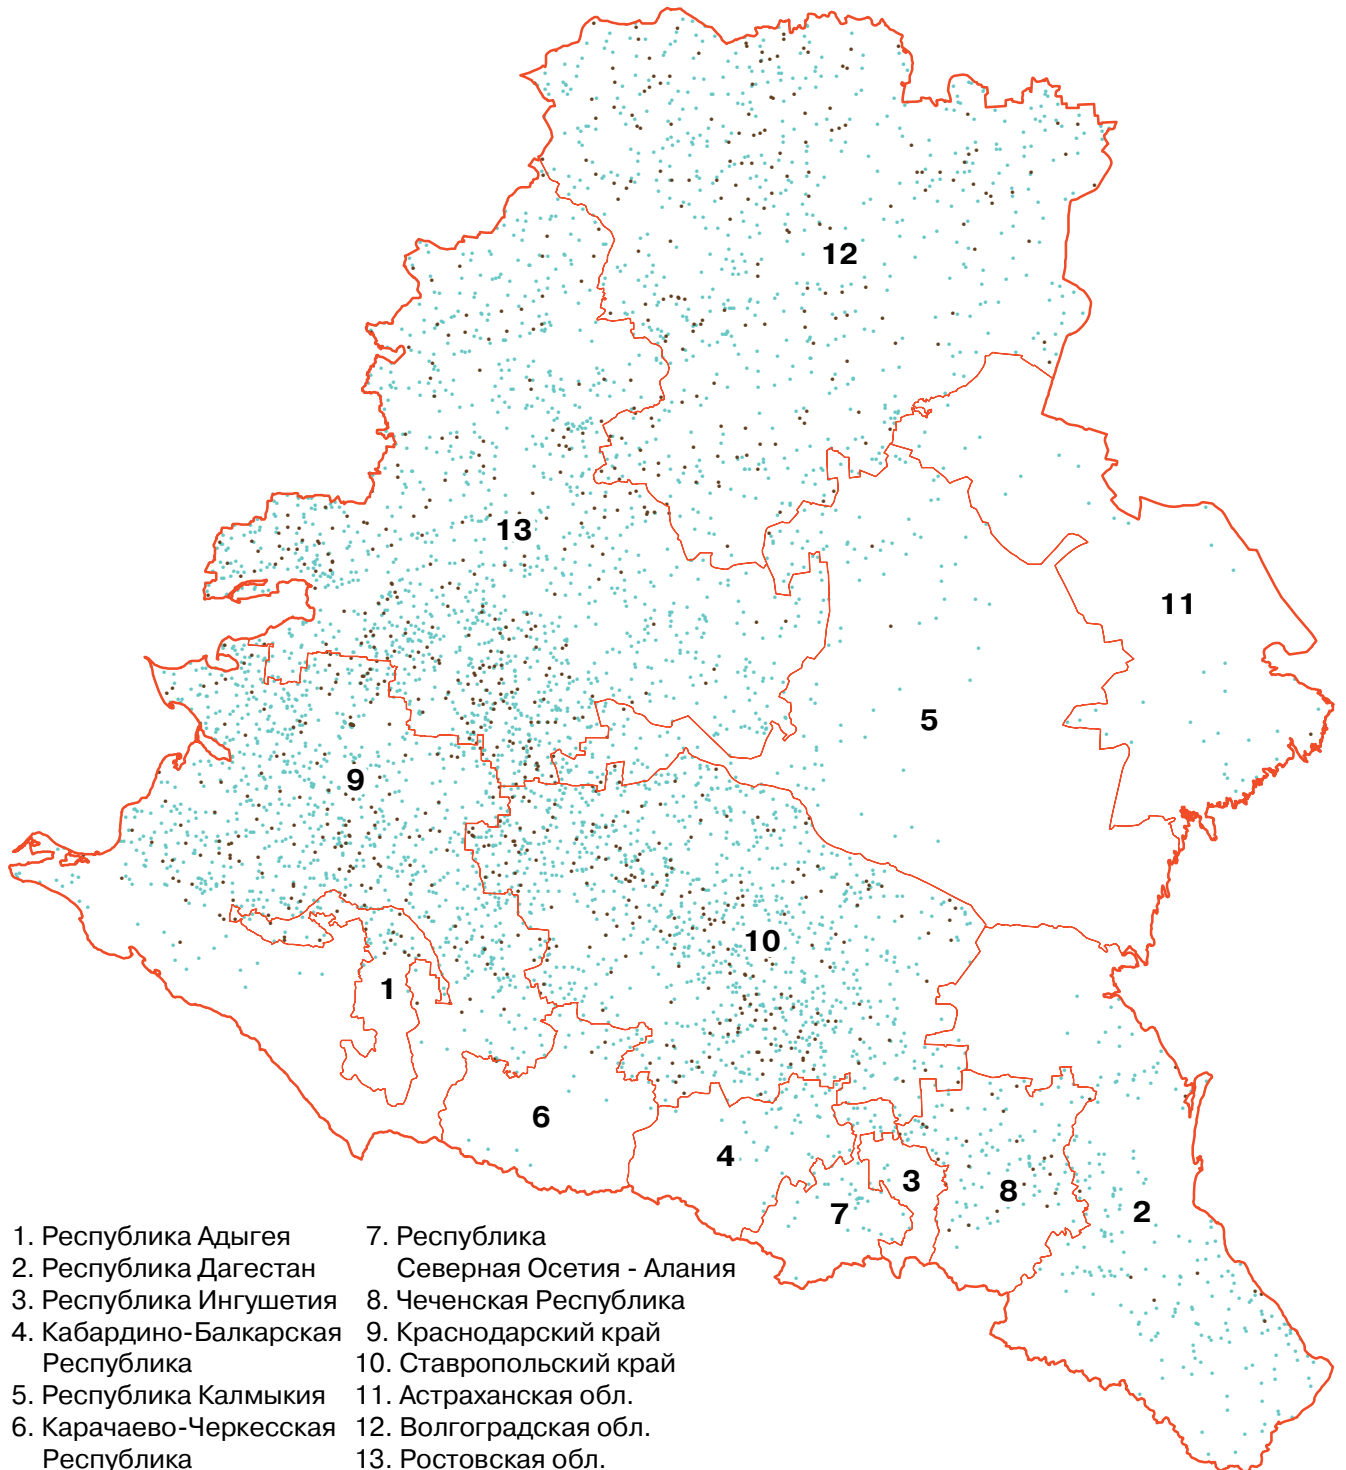 12
13
11
5
9
10
1
6
4
3
8
7
2
1. Республика Адыгея
2. Республика Дагестан
3. Республика Ингушетия
4. Кабардино-Балкарская
Республика
5. Республика Калмыкия
6. Карачаево-Черкесская
Республика
7. Республика
Северная Осетия - Алания
8. Чеченская Республика
9. Краснодарский край
10. Ставропольский край
11. Астраханская обл.
12. Волгоградская обл.
13. Ростовская обл.